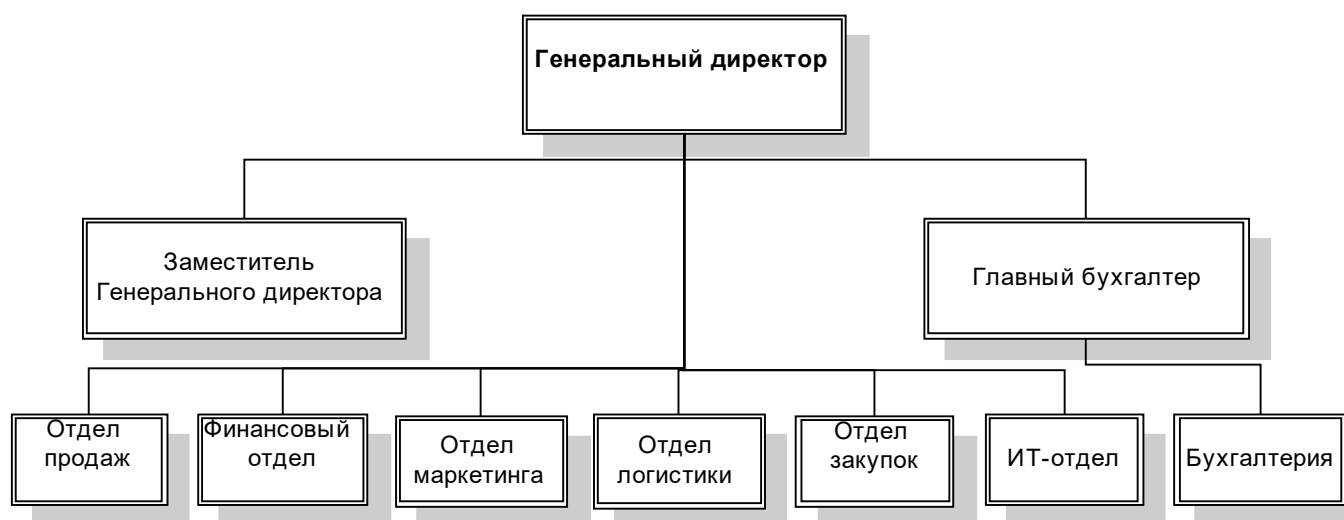 Генеральный директор
Заместитель
Генерального директора
Главный бухгалтер
Отдел
продаж
Финансовый
отдел
Отдел
маркетинга
Отдел
логистики
Отдел
закупок
ИТ-отдел
Бухгалтерия